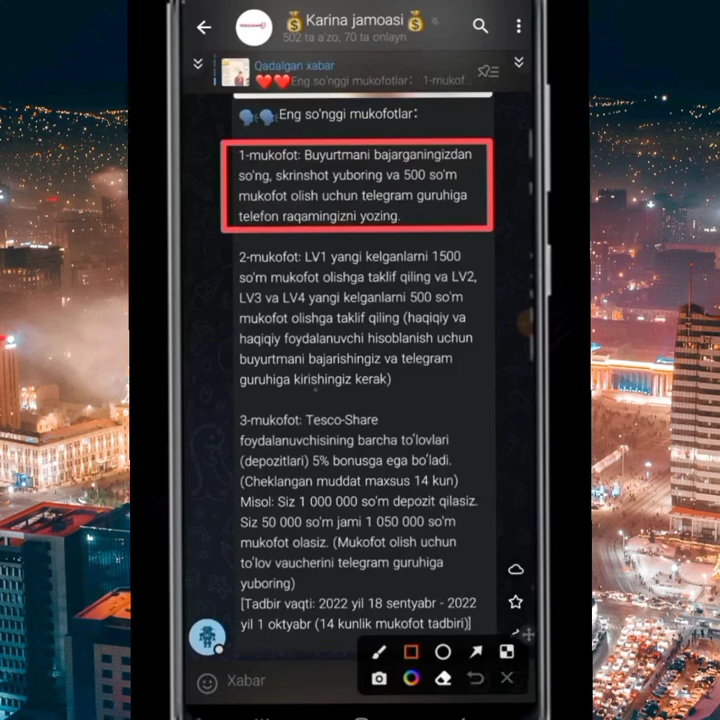 💰Karina jamoasi💰
502 ta a'zo, 70 ta onlayn
Qadalgan xabar
❤️❤️Eng so'nggi mukofotlar: 1-mukof...
🗣🗣Eng so'nggi mukofotlar:
1-mukofot: Buyurtmani bajarganingizdan
so'ng, skrinshot yuboring va 500 so'm
mukofot olish uchun telegram guruhiga
telefon raqamingizni yozing.
2-mukofot: LV1 yangi kelganlarni 1500
so'm mukofot olishga taklif qiling va LV2,
LV3 va LV4 yangi kelganlarni 500 so'm
mukofot olishga taklif qiling (haqiqiy va
haqiqiy foydalanuvchi hisoblanish uchun
buyurtmani bajarishingiz va telegram
guruhiga kirishingiz kerak)
3-mukofot: Tesco-Share
foydalanuvchisining barcha to'lovlari
(depozitlari) 5% bonusga ega bo'ladi.
(Cheklangan muddat maxsus 14 kun)
Misol: Siz 1 000 000 so'm depozit qilasiz.
Siz 50 000 so'm jami 1 050 000 so'm
mukofot olasiz. (Mukofot olish uchun
to'lov vaucherini telegram guruhiga
yuboring)
[Tadbir vaqti: 2022 yil 18 sentyabr - 2022
yil 1 oktyabr (14 kunlik mukofot tadbiri)]
Xabar